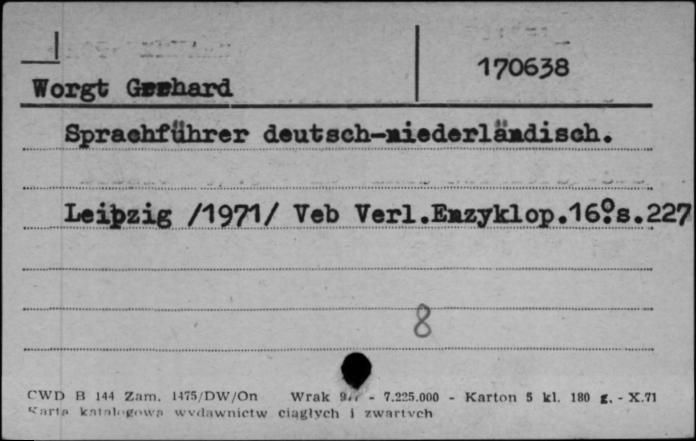 170638
Worgt Gerhard
Sprachführer deutsch-niederländisch.
Leipzig /1971/ Veb Verl.Enzyklop.16º.s.227
8
CWD B 144 Zam. 1475/DW/On Wrak - 7.225.000 - Karton 5 kl. 180 g. - X.71
Karta katalogowa wydawnictw ciągłych i zwartych